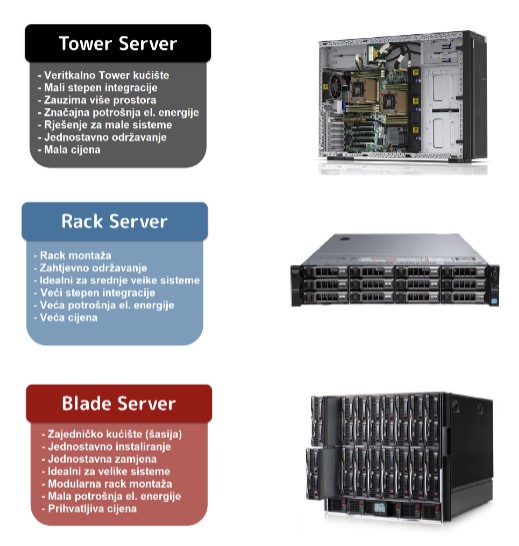 Tower Server
- Veritkalno Tower kućište
- Mali stepen integracije
- Zauzima više prostora
- Značajna potrošnja el. energije
- Rješenje za male sisteme
- Jednostavno održavanje
- Mala cijena
Rack Server
- Rack montaža
- Zahtjevno održavanje
- Idealni za srednje veike sisteme
- Veći stepen integracije
- Veća potrošnja el. energije
- Veća cijena
Blade Server
- Zajedničko kućište (šasija)
- Jednostavno instaliranje
- Jednostavna zamjena
- Idealni za velike sisteme
- Modularna rack montaža
- Mala potrošnja el. energije
- Prihvatljiva cijena